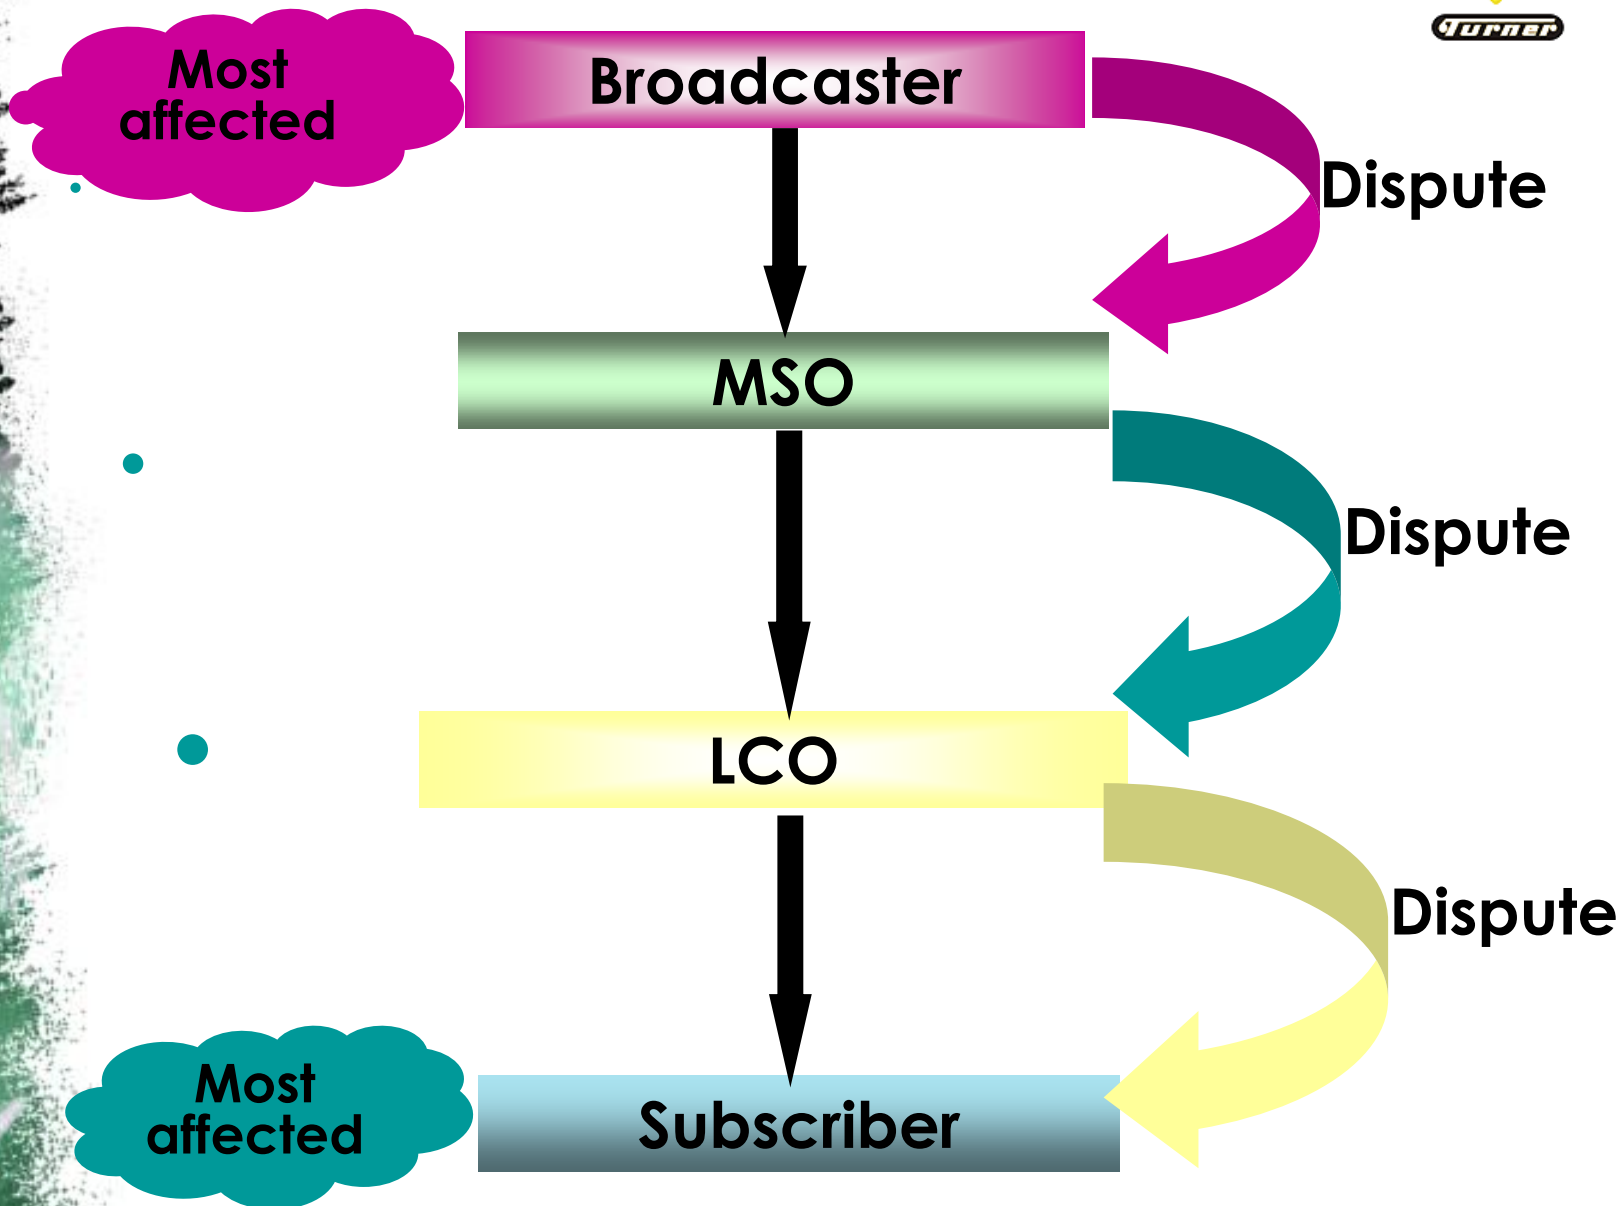 Turner
Most
affected
Broadcaster
Dispute
MSO
Dispute
LCO
Dispute
Most
affected
Subscriber